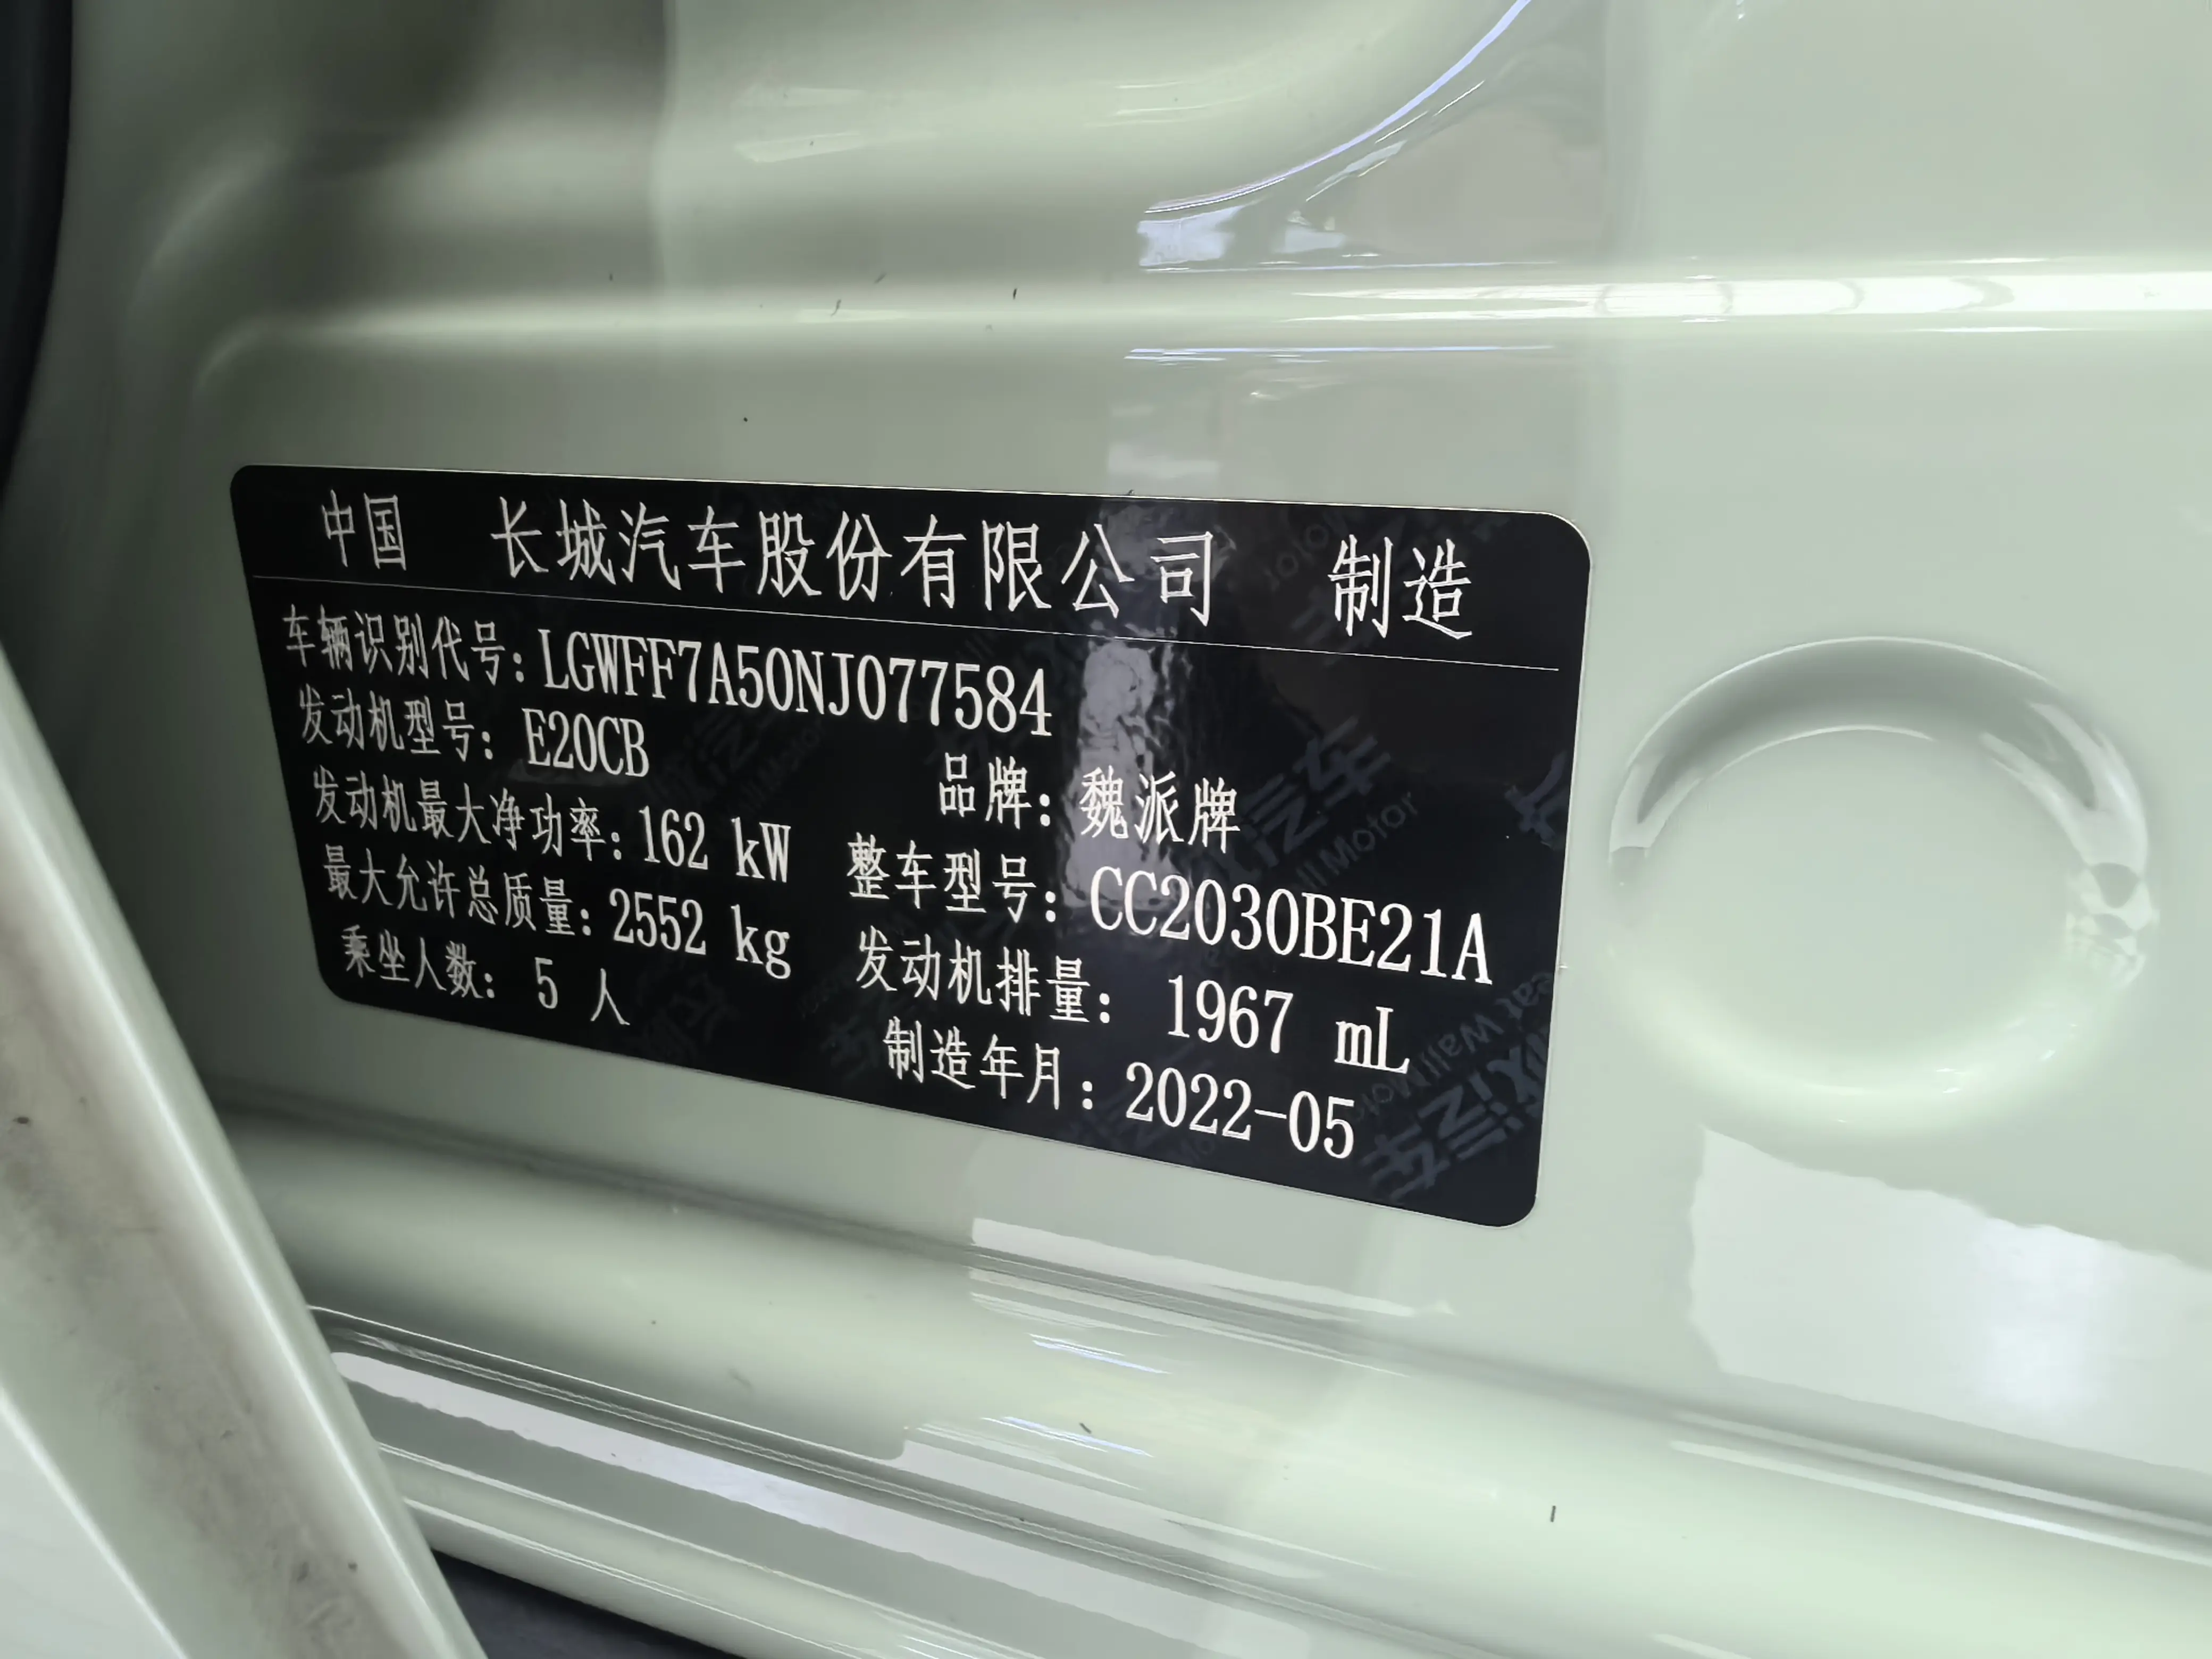 中国 长城汽车股份有限公司 制造
车辆识别代号：LGWFF7A50NJ077584
发动机型号：E20CB 品牌：魏派牌
发动机最大净功率：162 kW 整车型号：CC2030BE21A
最大允许总质量：2552 kg 发动机排量：1967 mL
乘坐人数：5 人 制造年月：2022-05